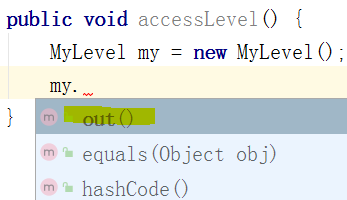 public void accessLevel() {
MyLevel my = new MyLevel();
my.
}
m out()
m equals(Object obj)
m hashCode()